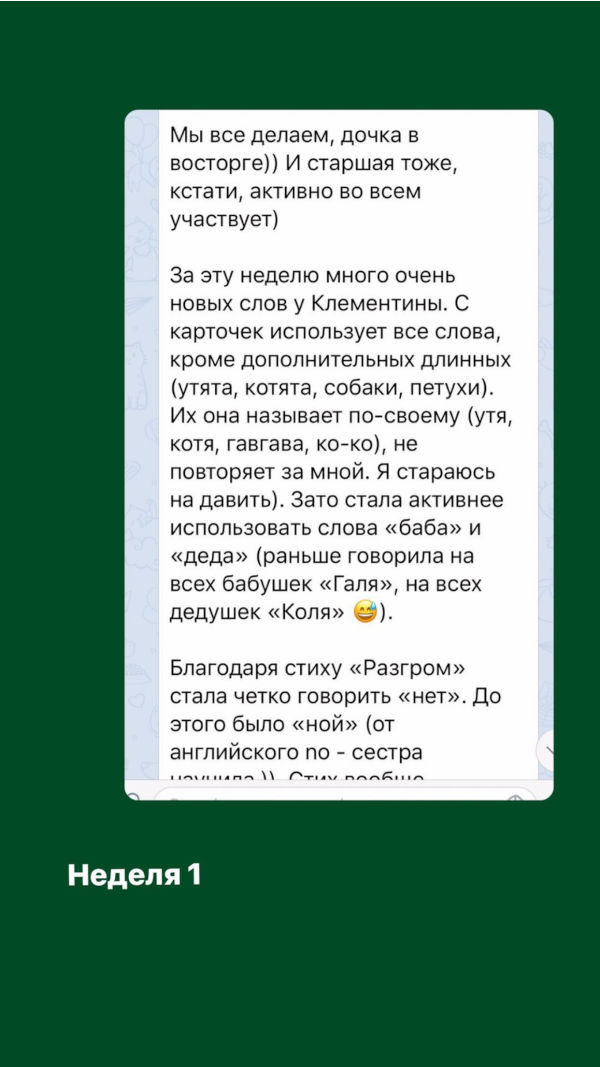 Мы все делаем, дочка в
восторге)) И старшая тоже,
кстати, активно во всем
участвует)
За эту неделю много очень
новых слов у Клементины. С
карточек использует все слова,
кроме дополнительных длинных
(утята, котята, собаки, петухи).
Их она называет по-своему (утя,
котя, гавгава, ко-ко), не
повторяет за мной. Я стараюсь
на давить). Зато стала активнее
использовать слова «баба» и
«деда» (раньше говорила на
всех бабушек «Галя», на всех
дедушек «Коля» 😅).
Благодаря стиху «Разгром»
стала четко говорить «нет». До
этого было «ной» (от
английского no - сестра
научила )). Стих вообще
Неделя 1